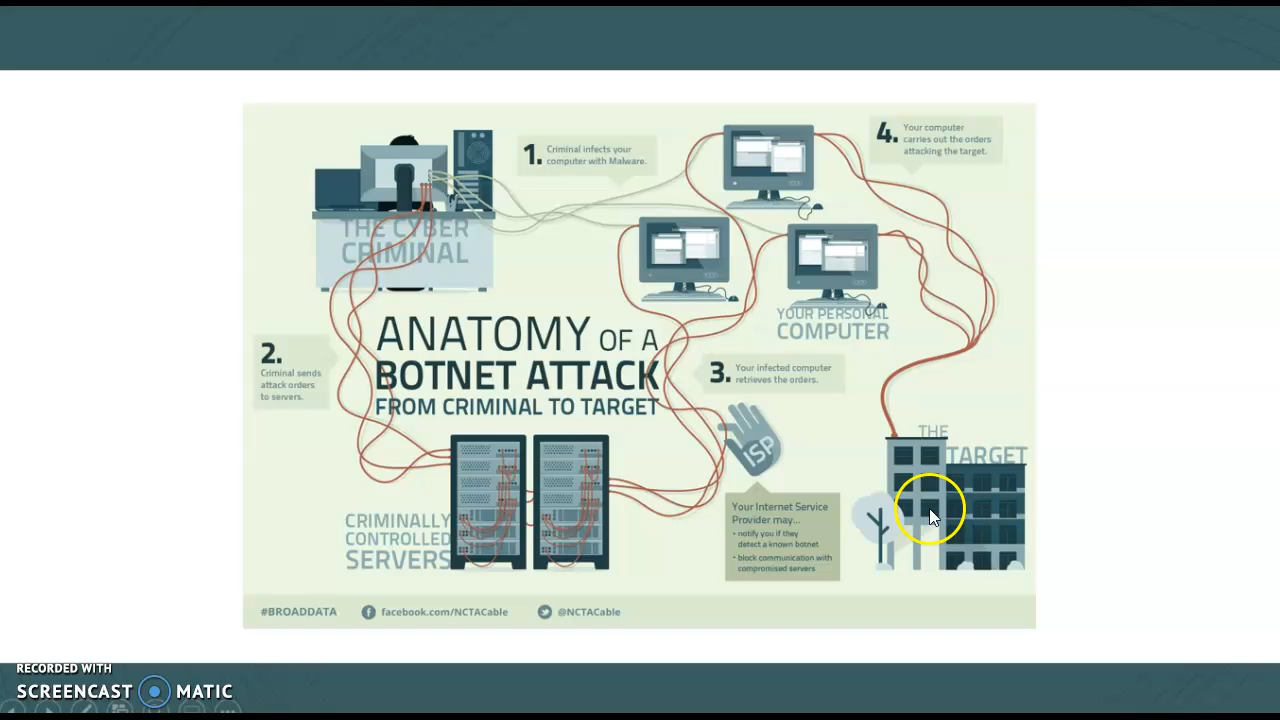 THE CYBER
CRIMINAL
1. Criminal infects your
computer with Malware.
4. Your computer
carries out the orders
attacking the target.
YOUR PERSONAL
COMPUTER
2.
Criminal sends
attack orders
to servers.
ANATOMY OF A
BOTNET ATTACK
FROM CRIMINAL TO TARGET
3. Your infected computer
retrieves the orders.
ISP
Your Internet Service
Provider may...
• notify you if they
detect a known botnet
• block communication with
compromised servers
THE
TARGET
CRIMINALLY
CONTROLLED
SERVERS
#BROADDATA
facebook.com/NCTACable
@NCTACable
RECORDED WITH
SCREENCAST MATIC